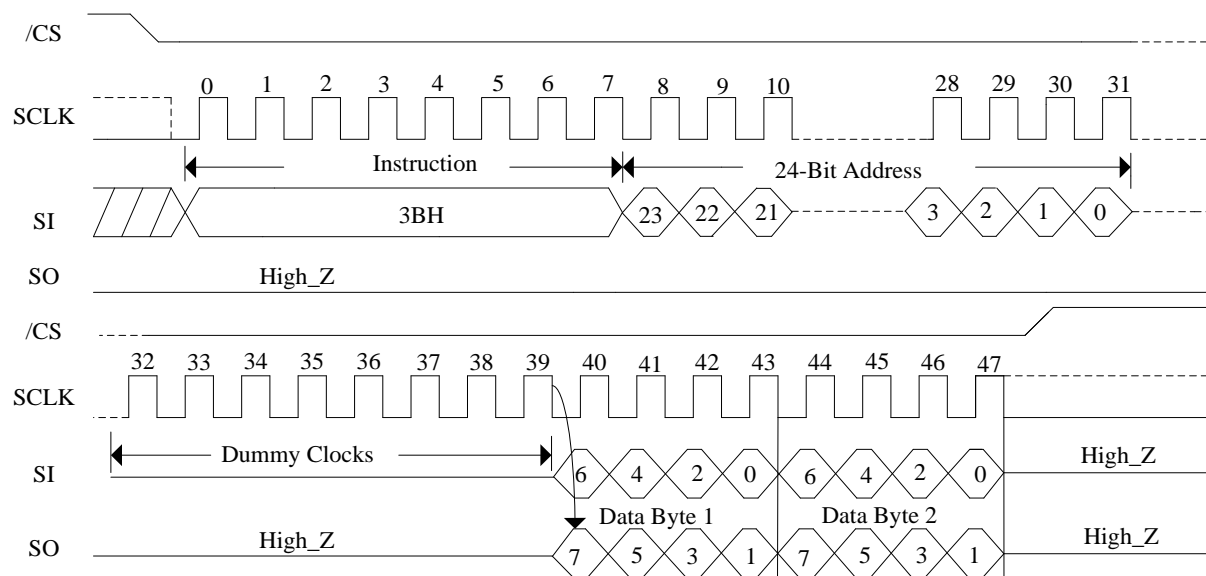 /CS
0 1 2 3 4 5 6 7 8 9 10 28 29 30 31
SCLK
Instruction 24-Bit Address
SI 3BH 23 22 21 3 2 1 0
SO High_Z
/CS
32 33 34 35 36 37 38 39 40 41 42 43 44 45 46 47
SCLK
Dummy Clocks
SI 6 4 2 0 6 4 2 0 High_Z
Data Byte 1 Data Byte 2
SO High_Z 7 5 3 1 7 5 3 1 High_Z